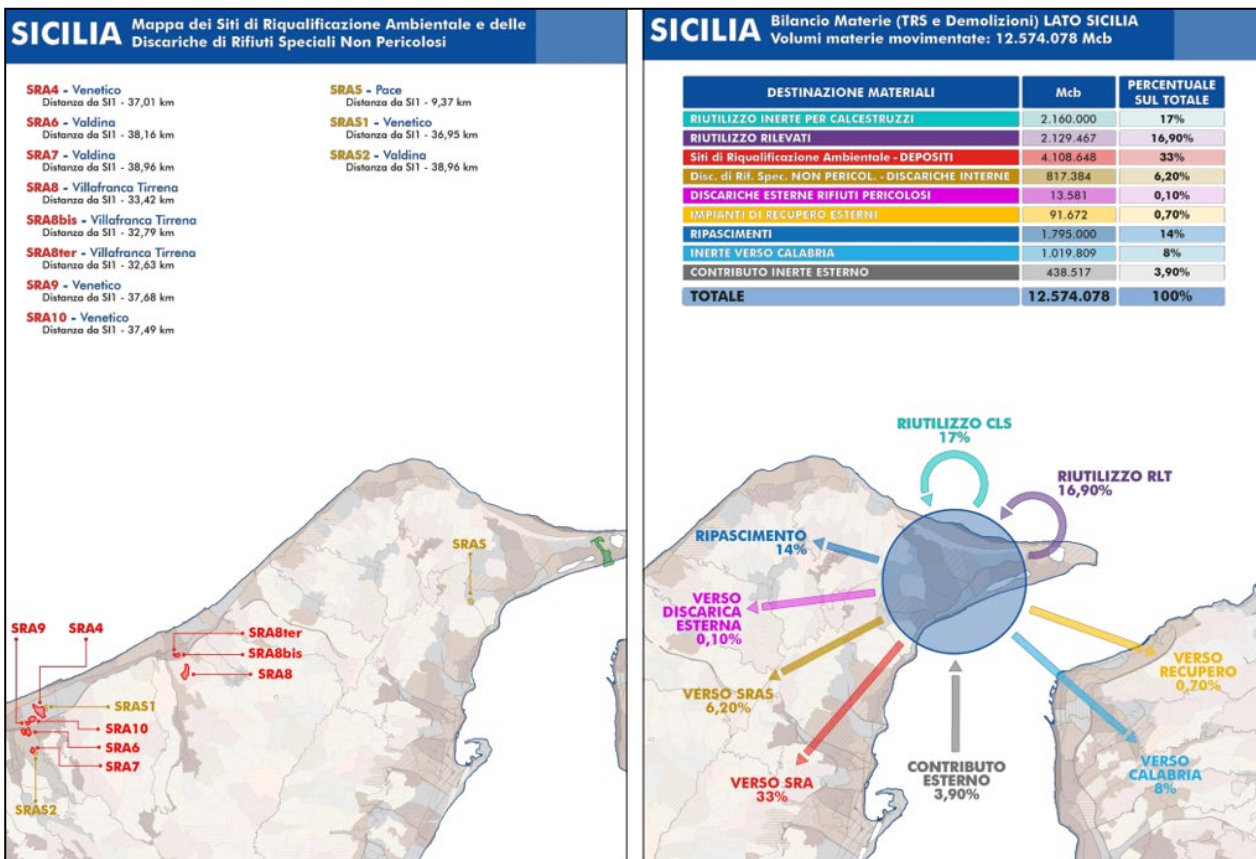 SICILIA
Mappa dei Siti di Riqualificazione Ambientale e delle
Discariche di Rifiuti Speciali Non Pericolosi
SRA4 - Venetico
Distanza da SI1 - 37,01 km
SRA6 - Valdina
Distanza da SI1 - 38,16 km
SRA7 - Valdina
Distanza da SI1 - 38,96 km
SRA8 - Villafranca Tirrena
Distanza da SI1 - 33,42 km
SRA8bis - Villafranca Tirrena
Distanza da SI1 - 32,79 km
SRA8ter - Villafranca Tirrena
Distanza da SI1 - 32,63 km
SRA9 - Venetico
Distanza da SI1 - 37,68 km
SRA10 - Venetico
Distanza da SI1 - 37,49 km
SRAS - Pace
Distanza da SI1 - 9,37 km
SRAS1 - Venetico
Distanza da SI1 - 36,95 km
SRAS2 - Valdina
Distanza da SI1 - 38,96 km
SRAS
SRA9
SRA4
SRA8ter
SRA8bis
SRA8
SRAS1
SRA10
SRA6
SRA7
SRAS2
SICILIA
Bilancio Materie (TRS e Demolizioni) LATO SICILIA
Volumi materie movimentate: 12.574.078 Mcb
DESTINAZIONE MATERIALI Mcb PERCENTUALE
SUL TOTALE
RIUTILIZZO INERTE PER CALCESTRUZZI 2.160.000 17%
RIUTILIZZO RILEVATI 2.129.467 16,90%
Siti di Riqualificazione Ambientale - DEPOSITI 4.108.648 33%
Disc. di Rif. Spec. NON PERICOL. - DISCARICHE INTERNE 817.384 6,20%
DISCARICHE ESTERNE RIFIUTI PERICOLOSI 13.581 0,10%
IMPIANTI DI RECUPERO ESTERNI 91.672 0,70%
RIPASCIMENTI 1.795.000 14%
INERTE VERSO CALABRIA 1.019.809 8%
CONTRIBUTO INERTE ESTERNO 438.517 3,90%
TOTALE 12.574.078 100%
RIUTILIZZO CLS
17%
RIUTILIZZO RLT
16,90%
RIPASCIMENTO
14%
VERSO
DISCARICA
ESTERNA
0,10%
VERSO SRAS
6,20%
VERSO SRA
33%
CONTRIBUTO
ESTERNO
3,90%
VERSO
RECUPERO
0,70%
VERSO
CALABRIA
8%